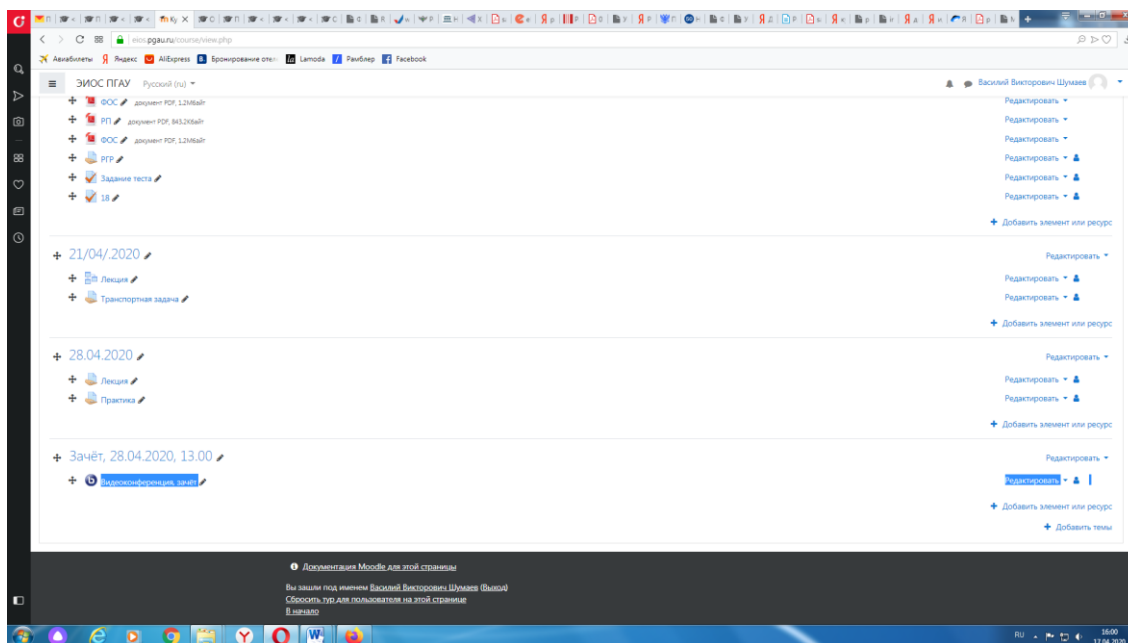 eios.pgau.ru/course/view.php
Авиабилеты Яндекс AliExpress Бронирование отел Lamoda Рамблер Facebook
ЭИОС ПГАУ Русский (ru) Василий Викторович Шумаев
ФОС документ PDF, 1.2Мбайт Редактировать
РП документ PDF, 843.2Кбайт Редактировать
ФОС документ PDF, 1.2Мбайт Редактировать
РГР Редактировать
Задание теста Редактировать
18 Редактировать
Добавить элемент или ресурс
21/04/.2020 Редактировать
Лекция Редактировать
Транспортная задача Редактировать
Добавить элемент или ресурс
28.04.2020 Редактировать
Лекция Редактировать
Практика Редактировать
Добавить элемент или ресурс
Зачёт, 28.04.2020, 13.00 Редактировать
Видеоконференция, зачёт Редактировать
Добавить элемент или ресурс
Добавить темы
Документация Moodle для этой страницы
Вы зашли под именем Василий Викторович Шумаев (Выход)
Сбросить тур для пользователя на этой странице
В начало
RU 16:00
17.04.2020